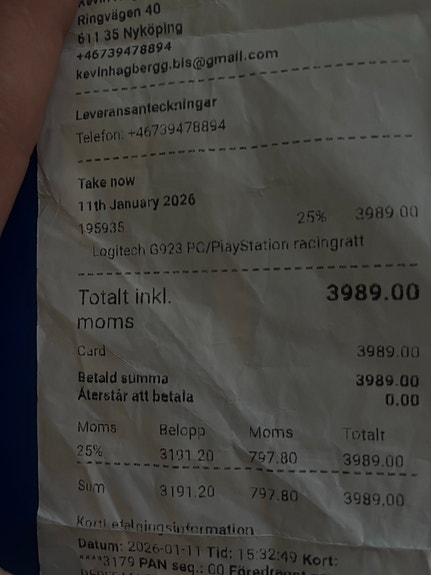 Ringvägen 40
611 35 Nyköping
+46739478894
kevinhagbergg.bis@gmail.com
Leveransanteckningar
Telefon: +46739478894
Take now
11th January 2026
195935 25% 3989.00
Logitech G923 PC/PlayStation racingratt
Totalt inkl. 3989.00
moms
Card 3989.00
Betald summa 3989.00
Återstår att betala 0.00
Moms Belopp Moms Totalt
25% 3191.20 797.80 3989.00
Sum 3191.20 797.80 3989.00
Datum: 2026-01-11 Tid: 15:32:49 Kort:
****3179 PAN seq.: 00